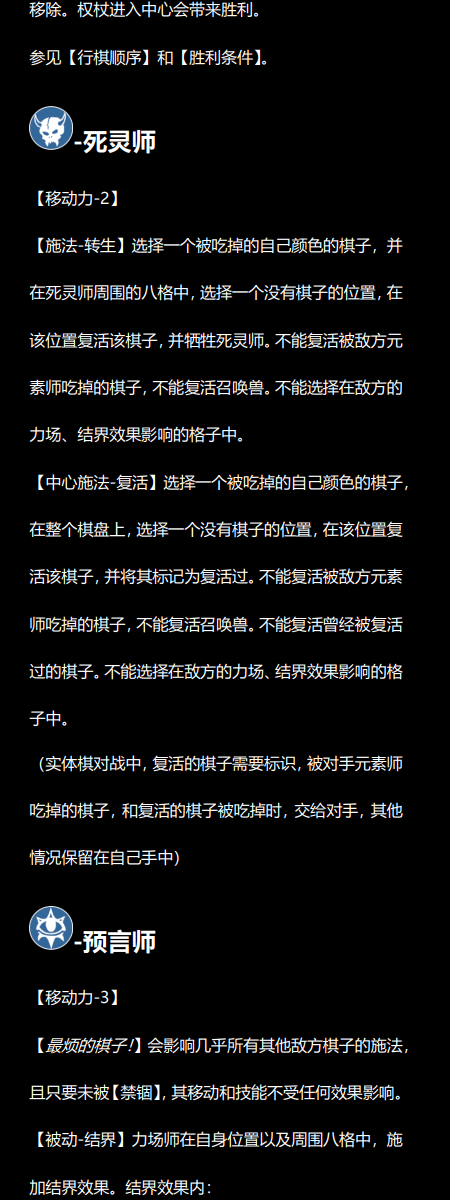 移除。权杖进入中心会带来胜利。
参见【行棋顺序】和【胜利条件】。
-死灵师
【移动力-2】
【施法-转生】选择一个被吃掉的自己颜色的棋子，并
在死灵师周围的八格中，选择一个没有棋子的位置，在
该位置复活该棋子，并牺牲死灵师。不能复活被敌方元
素师吃掉的棋子，不能复活召唤兽。不能选择在敌方的
力场、结界效果影响的格子中。
【中心施法-复活】选择一个被吃掉的自己颜色的棋子，
在整个棋盘上，选择一个没有棋子的位置，在该位置复
活该棋子，并将其标记为复活过。不能复活被敌方元素
师吃掉的棋子，不能复活召唤兽。不能复活曾经被复活
过的棋子。不能选择在敌方的力场、结界效果影响的格
子中。
（实体棋对战中，复活的棋子需要标识，被对手元素师
吃掉的棋子，和复活的棋子被吃掉时，交给对手，其他
情况保留在自己手中）
-预言师
【移动力-3】
【最烦的棋子!】会影响几乎所有其他敌方棋子的施法，
且只要未被【禁锢】，其移动和技能不受任何效果影响。
【被动-结界】力场师在自身位置以及周围八格中，施
加结界效果。结界效果内：